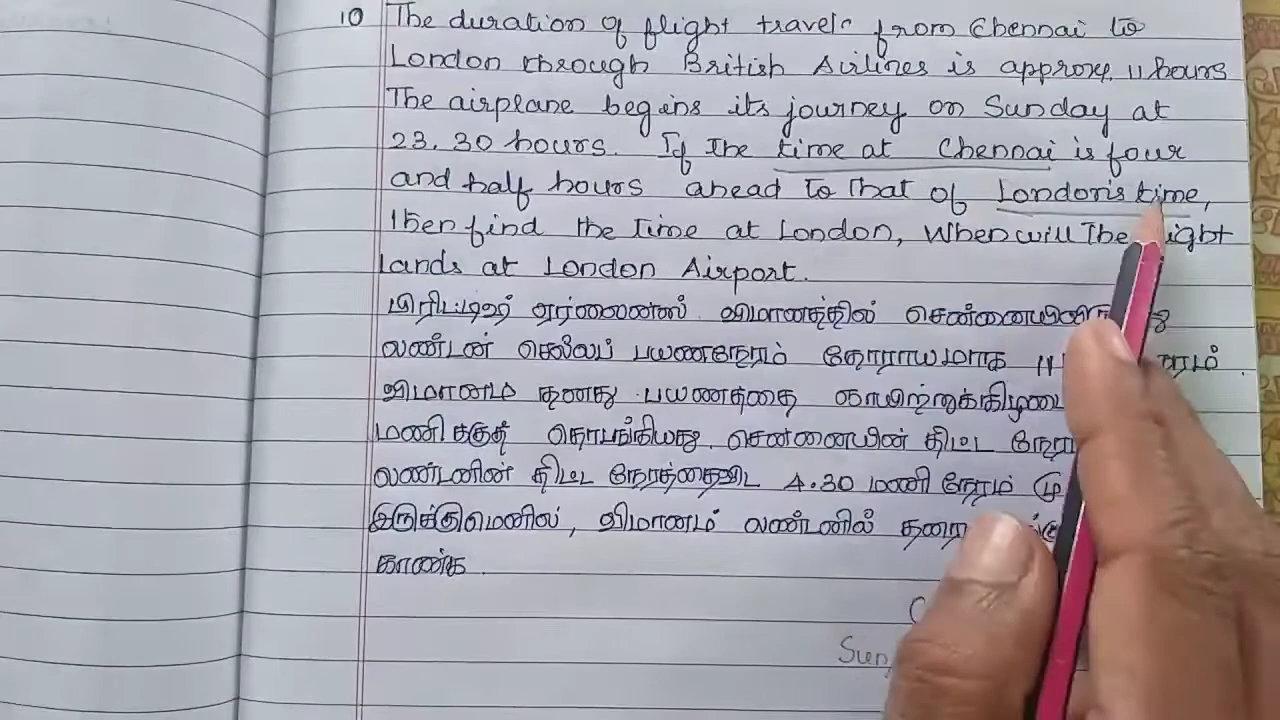 10 The duration of flight travel from Chennai to
London through British Airlines is approx 11 hours
The airplane begins its journey on Sunday at
23.30 hours. If The time at Chennai is four
and half hours ahead to that of London's time,
Then find the time at London, When will The
lands at London Airport.
பிரிட்டிஷ் ஏர்லைன்ஸ் விமானத்தில்
லண்டன் செல்லப் பயணநேரம் தோராயமாக 11
விமானம் தனது பயணத்தை
மணிக்குத் தொடங்கியது. சென்னையின் திட்ட
லண்டனின் திட்ட நேரத்தைவிட 4.30 மணி நேரம்
இருக்குமெனில், விமானம் லண்டனில்
காண்க
Sun